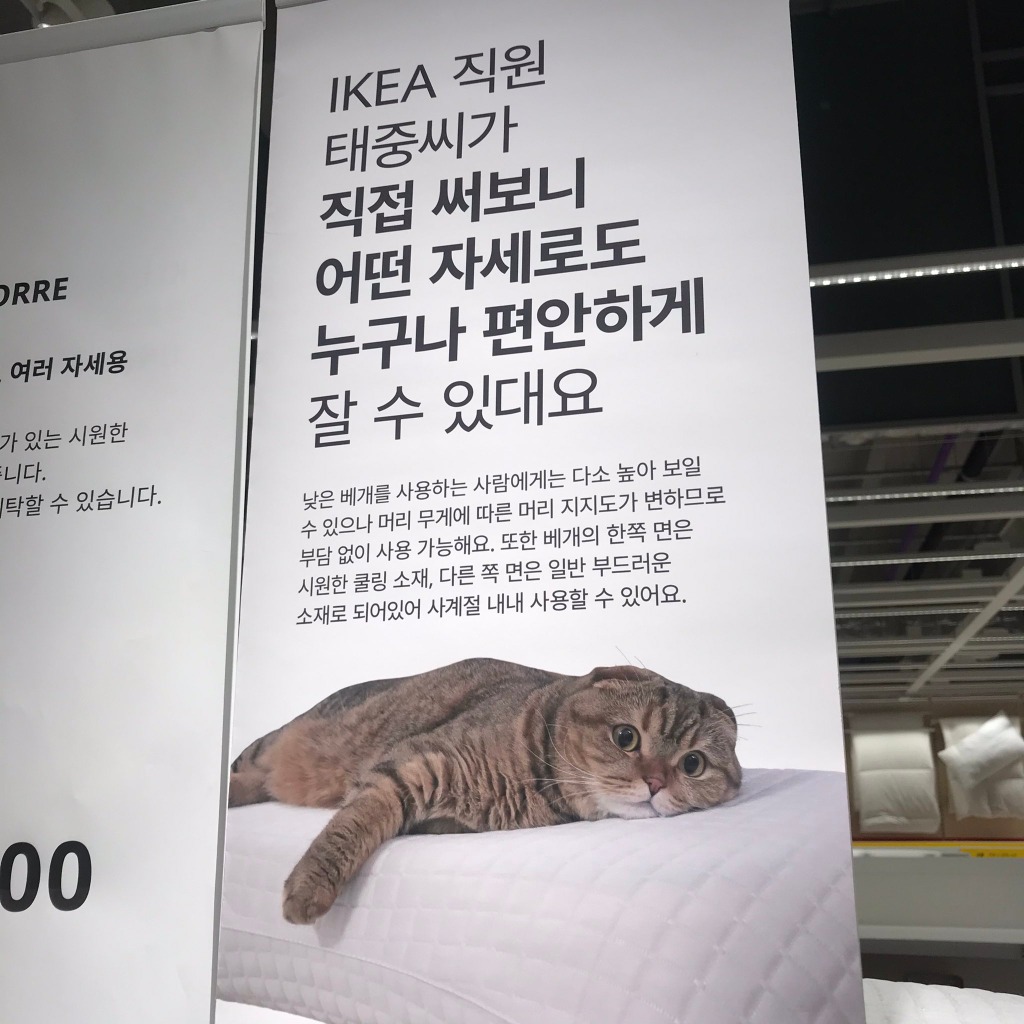 IKEA 직원
태중씨가
직접 써보니
어떤 자세로도
누구나 편안하게
잘 수 있대요
낮은 베개를 사용하는 사람에게는 다소 높아 보일
수 있으나 머리 무게에 따른 머리 지지도가 변하므로
부담 없이 사용 가능해요. 또한 베개의 한쪽 면은
시원한 쿨링 소재, 다른 쪽 면은 일반 부드러운
소재로 되어있어 사계절 내내 사용할 수 있어요.
ORRE
여러 자세용
가 있는 시원한
니다.
탁할 수 있습니다.
00